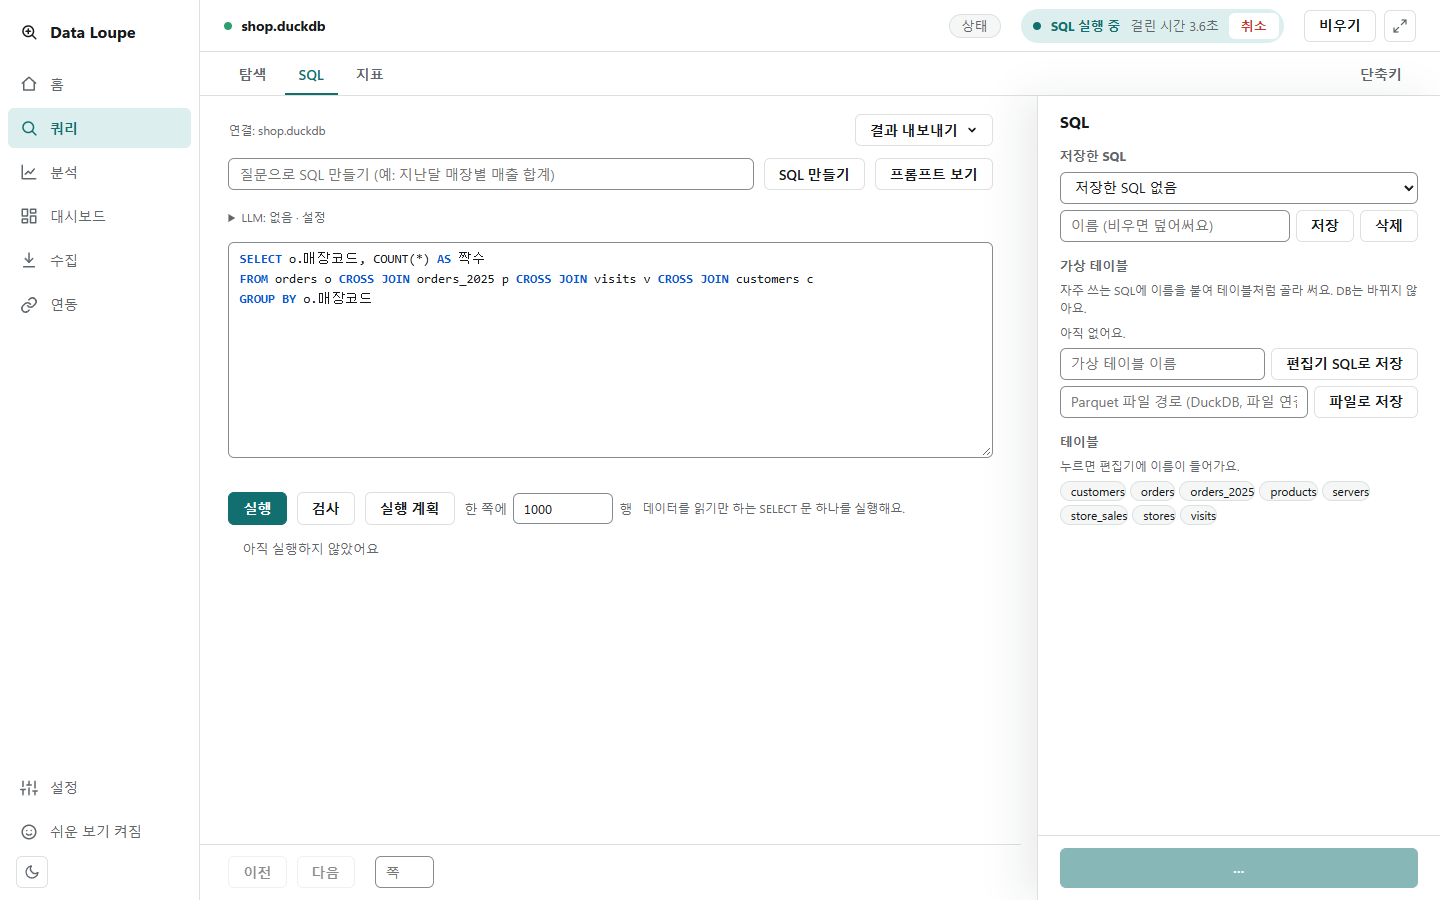 Data Loupe
홈
쿼리
분석
대시보드
수집
연동
설정
쉬운 보기 켜짐
shop.duckdb
상태
SQL 실행 중 걸린 시간 3.6초 취소
비우기
탐색 SQL 지표
단축키
연결: shop.duckdb
결과 내보내기
질문으로 SQL 만들기 (예: 지난달 매장별 매출 합계)
SQL 만들기
프롬프트 보기
LLM: 없음 · 설정
SELECT o.매장코드, COUNT(*) AS 짝수
FROM orders o CROSS JOIN orders_2025 p CROSS JOIN visits v CROSS JOIN customers c
GROUP BY o.매장코드
실행 검사 실행 계획 한 쪽에 1000 행 데이터를 읽기만 하는 SELECT 문 하나를 실행해요.
아직 실행하지 않았어요
이전 다음 쪽
SQL
저장한 SQL
저장한 SQL 없음
이름 (비우면 덮어써요) 저장 삭제
가상 테이블
자주 쓰는 SQL에 이름을 붙여 테이블처럼 골라 써요. DB는 바뀌지 않
아요.
아직 없어요.
가상 테이블 이름 편집기 SQL로 저장
Parquet 파일 경로 (DuckDB, 파일 연결 파일로 저장
테이블
누르면 편집기에 이름이 들어가요.
customers orders orders_2025 products servers
store_sales stores visits
...